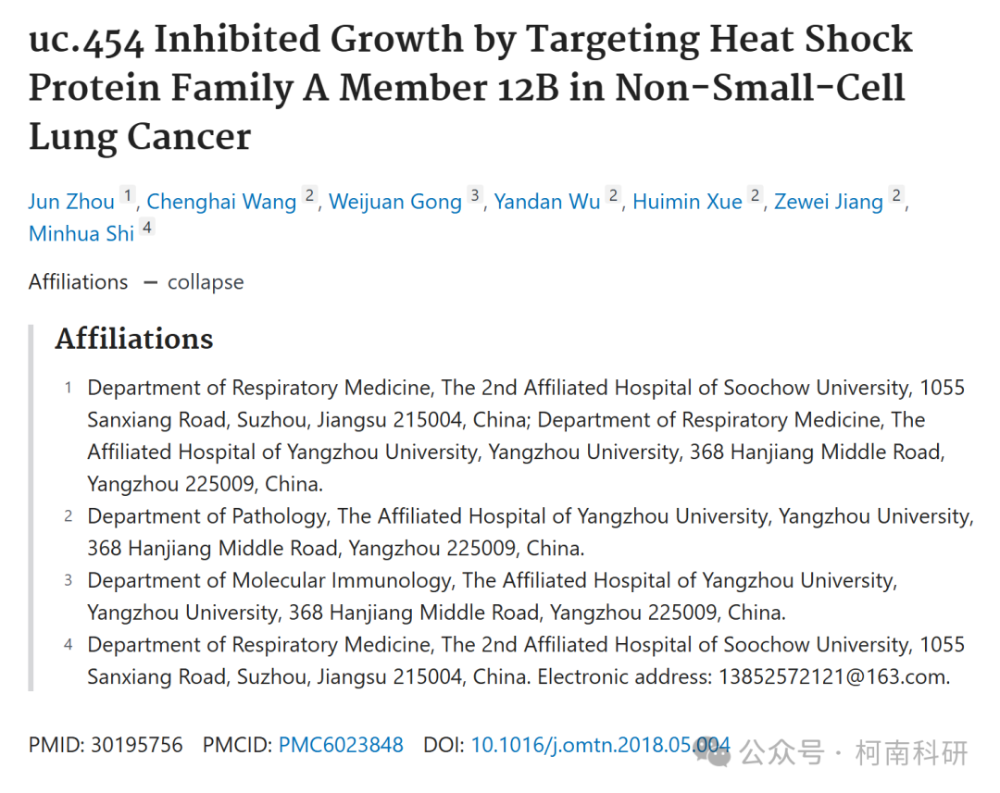 uc.454 Inhibited Growth by Targeting Heat Shock
Protein Family A Member 12B in Non-Small-Cell
Lung Cancer
Jun Zhou 1, Chenghai Wang 2, Weijuan Gong 3, Yandan Wu 2, Huimin Xue 2, Zewei Jiang 2,
Minhua Shi 4
Affiliations — collapse
Affiliations
1 Department of Respiratory Medicine, The 2nd Affiliated Hospital of Soochow University, 1055
Sanxiang Road, Suzhou, Jiangsu 215004, China; Department of Respiratory Medicine, The
Affiliated Hospital of Yangzhou University, Yangzhou University, 368 Hanjiang Middle Road,
Yangzhou 225009, China.
2 Department of Pathology, The Affiliated Hospital of Yangzhou University, Yangzhou University,
368 Hanjiang Middle Road, Yangzhou 225009, China.
3 Department of Molecular Immunology, The Affiliated Hospital of Yangzhou University,
Yangzhou University, 368 Hanjiang Middle Road, Yangzhou 225009, China.
4 Department of Respiratory Medicine, The 2nd Affiliated Hospital of Soochow University, 1055
Sanxiang Road, Suzhou, Jiangsu 215004, China. Electronic address: 13852572121@163.com.
PMID: 30195756 PMCID: PMC6023848 DOI: 10.1016/j.omtn.2018.05.004
公众号 · 柯南科研